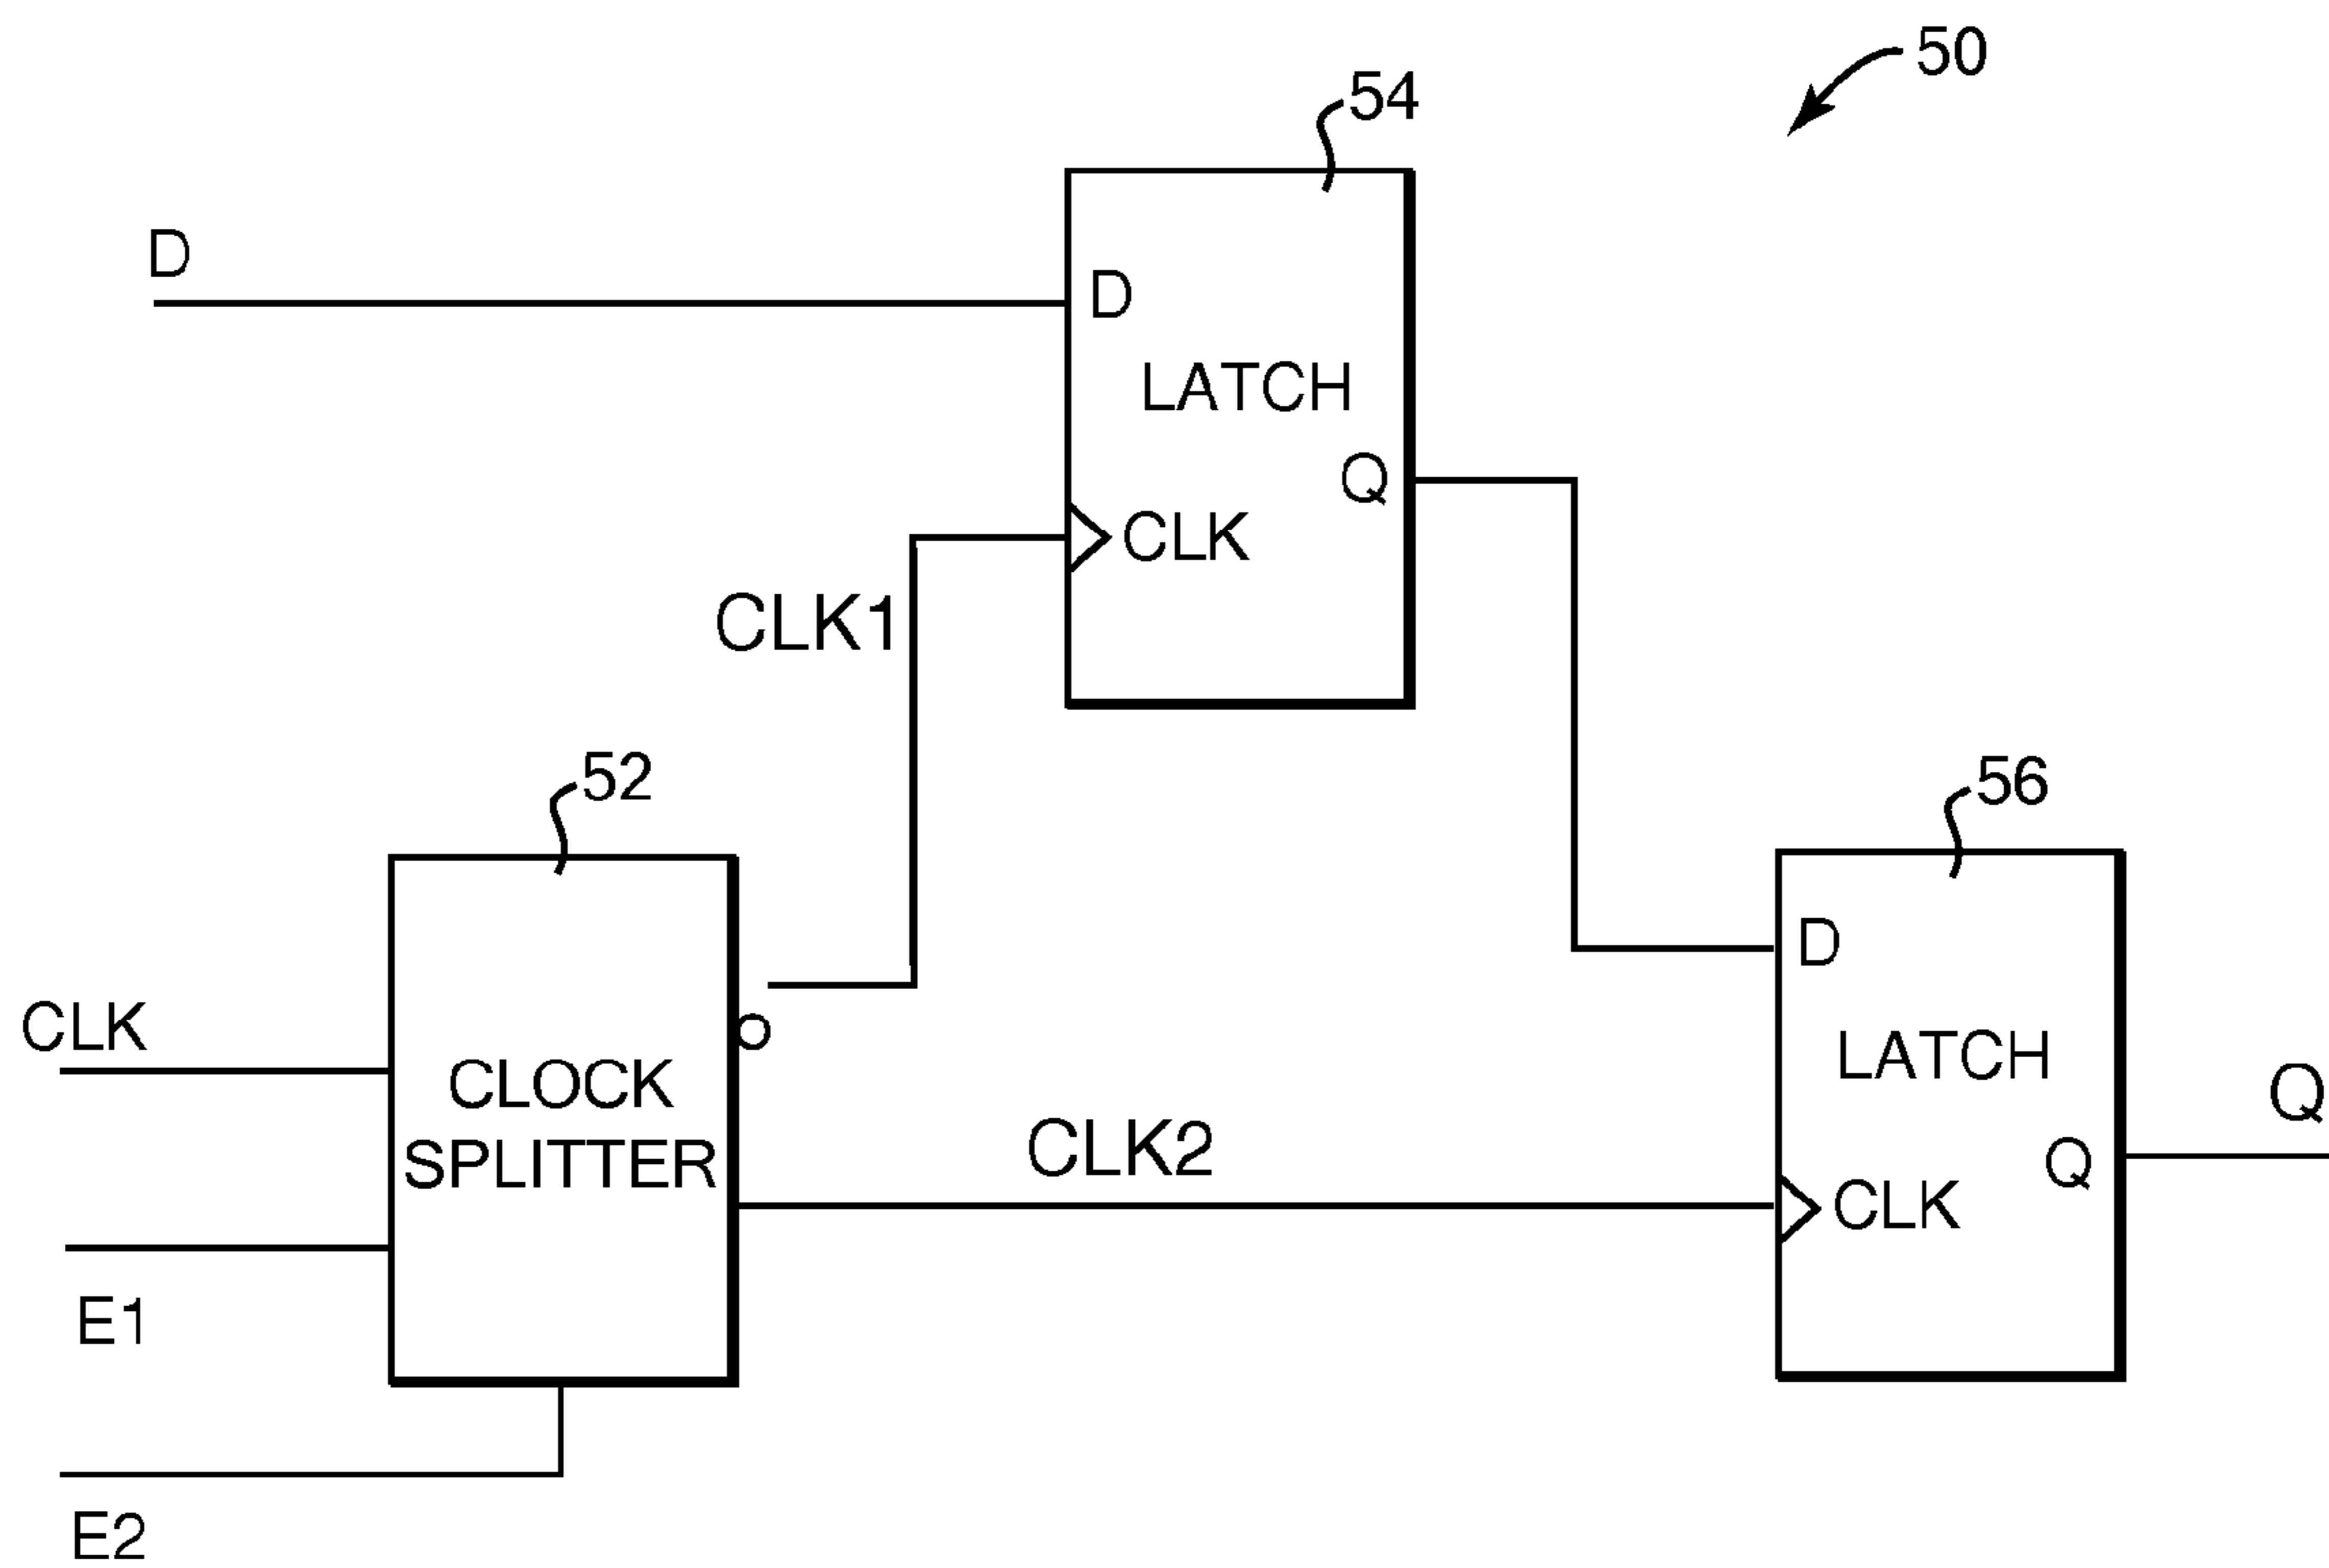 50
54
D
D
LATCH
Q
CLK
CLK1
52
56
D
CLK
CLOCK
SPLITTER
LATCH
Q
CLK2
Q
CLK
E1
E2